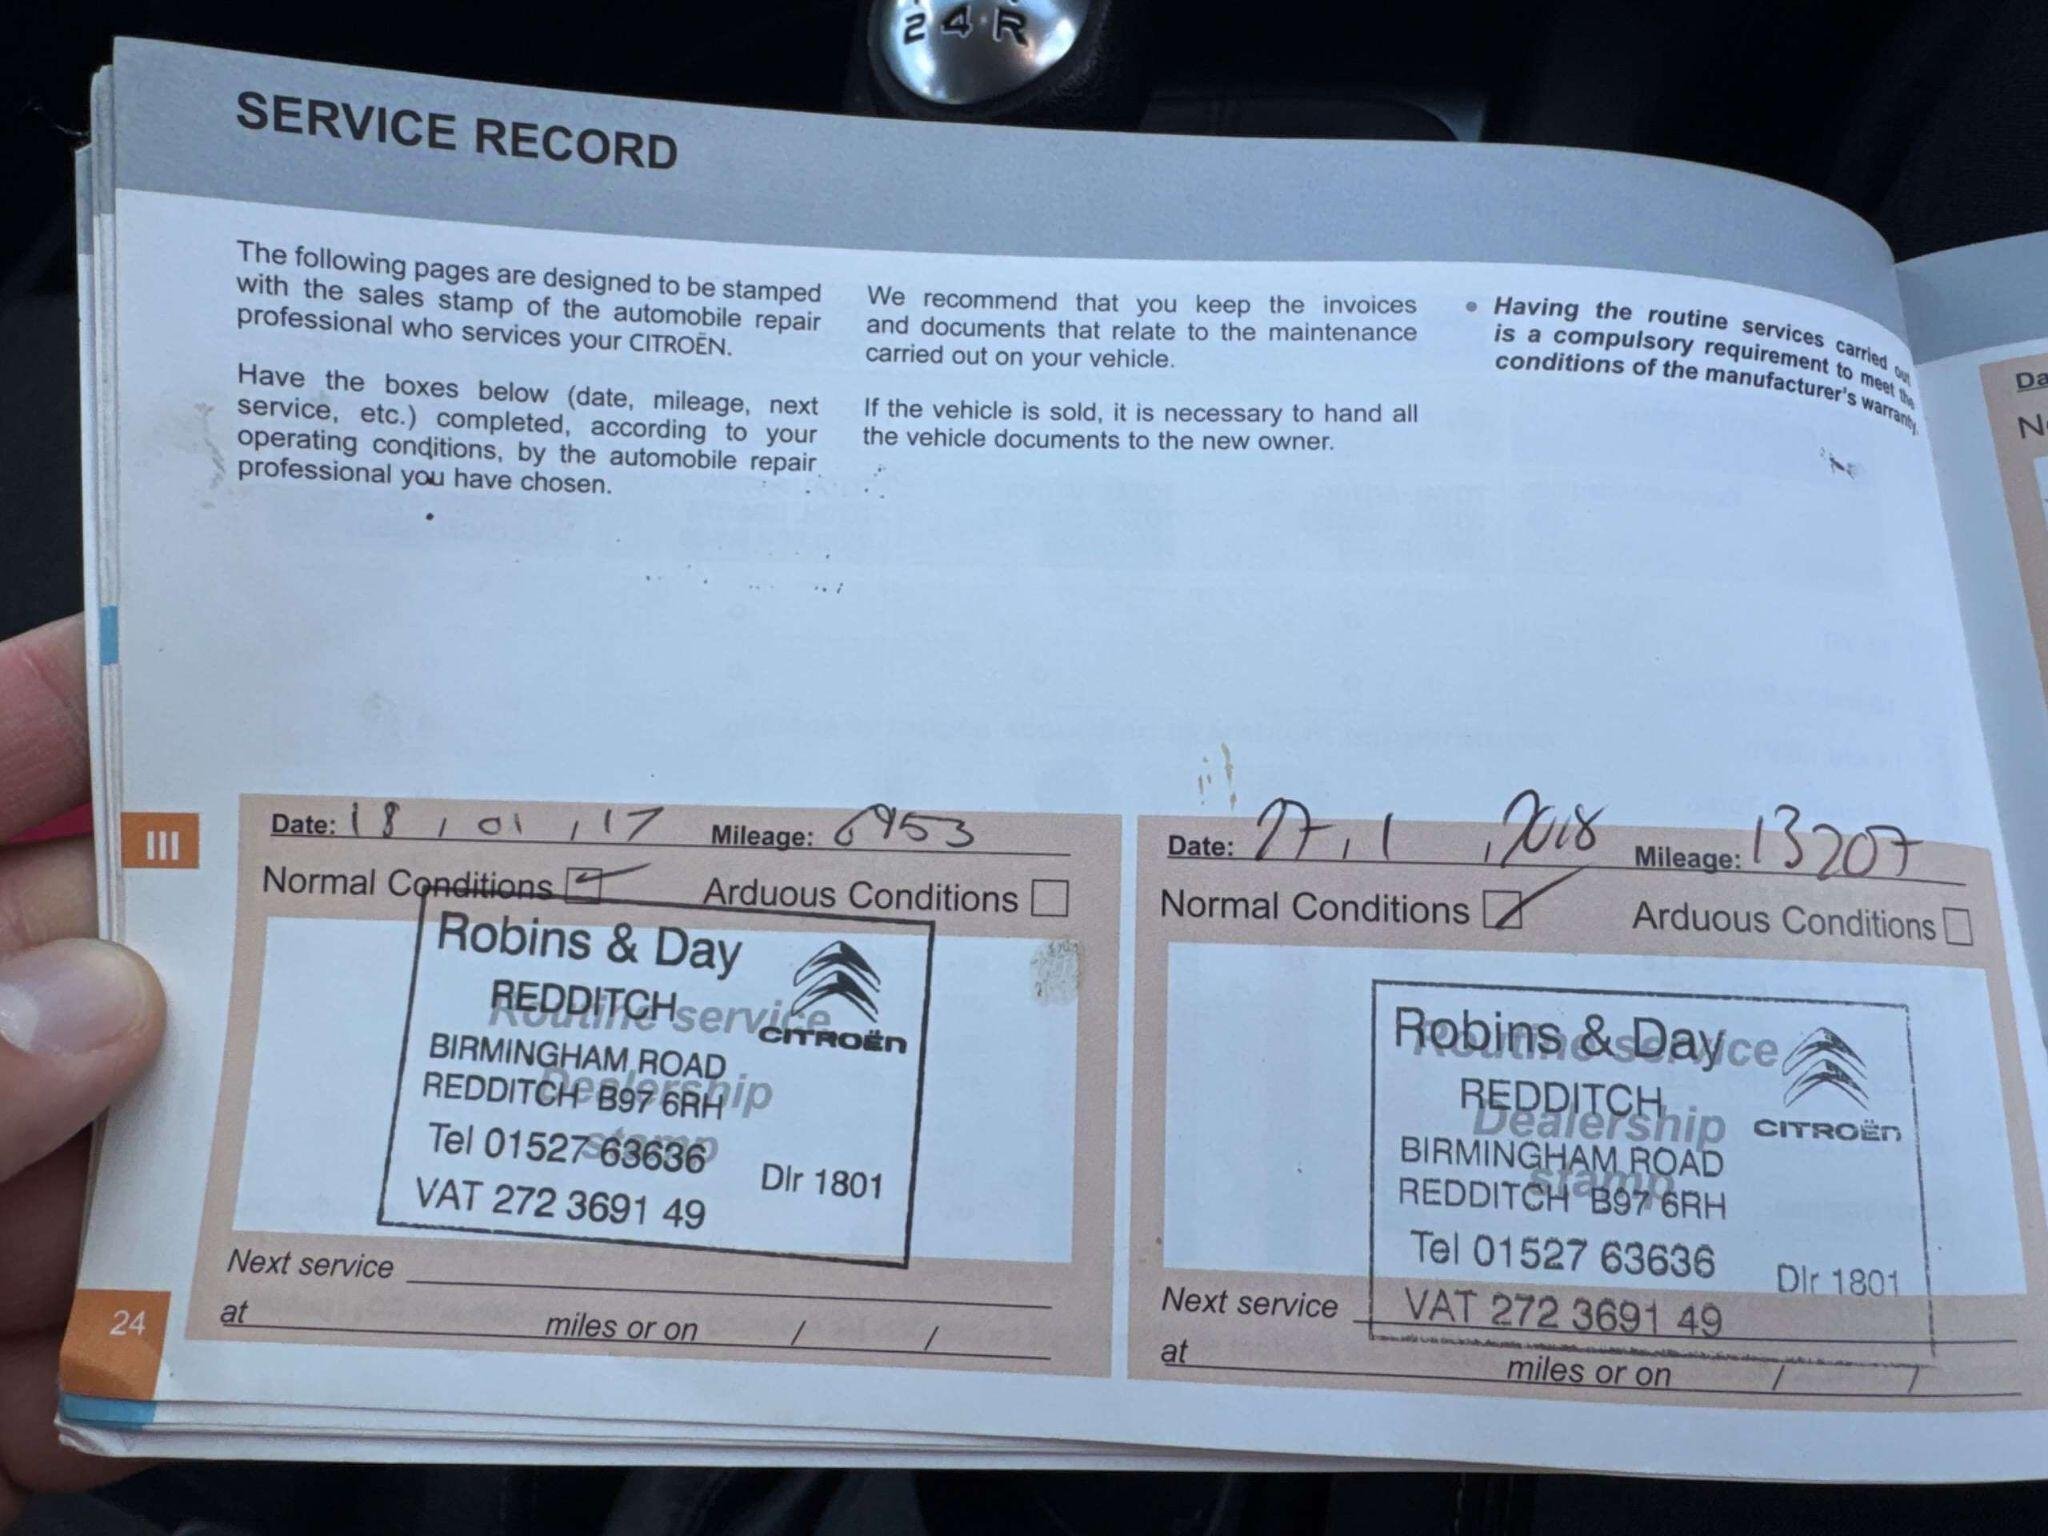 2 4 R
SERVICE RECORD
The following pages are designed to be stamped
with the sales stamp of the automobile repair
professional who services your CITROËN.
Have the boxes below (date, mileage, next
service, etc.) completed, according to your
operating conditions, by the automobile repair
professional you have chosen.
We recommend that you keep the invoices
and documents that relate to the maintenance
carried out on your vehicle.
If the vehicle is sold, it is necessary to hand all
the vehicle documents to the new owner.
• Having the routine services carried out
is a compulsory requirement to meet the
conditions of the manufacturer's warranty.
III
Date: 18 / 01 / 17 Mileage: 6953
Normal Conditions Arduous Conditions
Routine service
Dealership
stamp
Robins & Day
REDDITCH
CITROËN
BIRMINGHAM ROAD
REDDITCH B97 6RH
Tel 01527 63636
Dlr 1801
VAT 272 3691 49
Next service
at miles or on / /
Date: 27 / 1 / 2018 Mileage: 13207
Normal Conditions Arduous Conditions
Routine service
Dealership
stamp
Robins & Day
REDDITCH
CITROËN
BIRMINGHAM ROAD
REDDITCH B97 6RH
Tel 01527 63636
Dlr 1801
VAT 272 3691 49
Next service
at miles or on / /
24